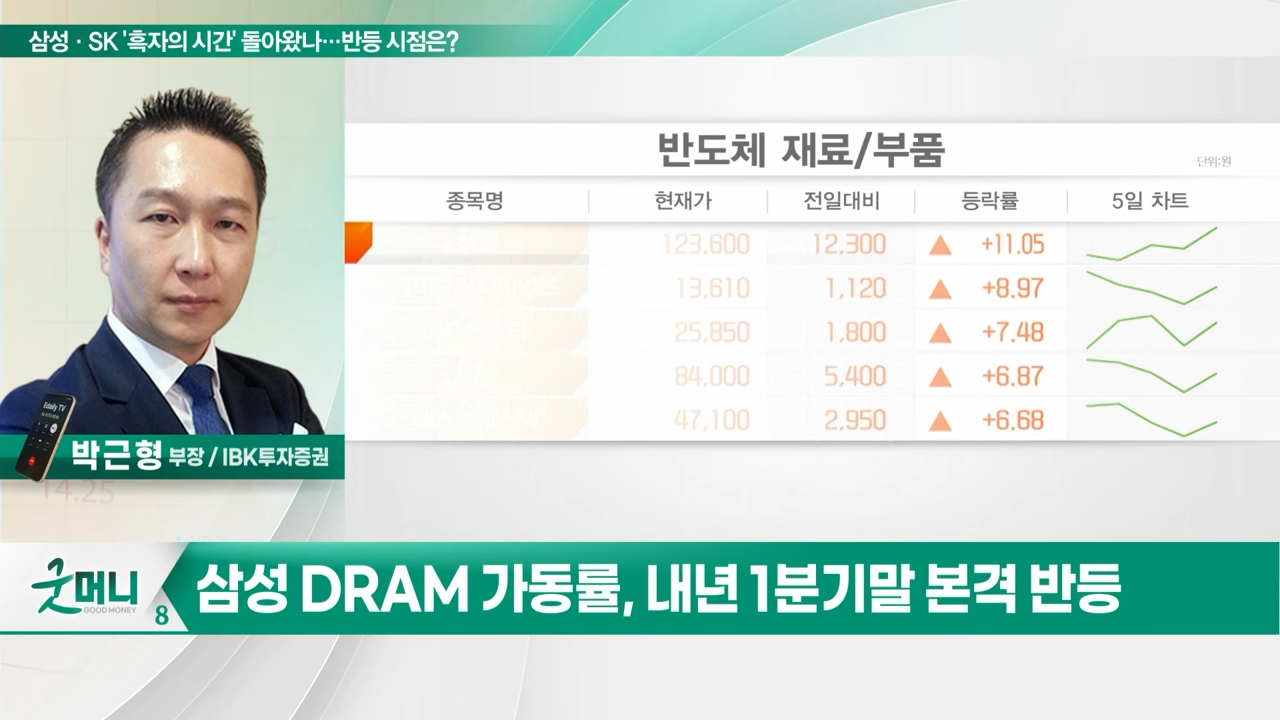 삼성·SK '흑자의 시간' 돌아왔나…반등 시점은?
반도체 재료/부품
단위:원
종목명 현재가 전일대비 등락률 5일 차트
123,600 12,300 ▲ +11.05
13,610 1,120 ▲ +8.97
25,850 1,800 ▲ +7.48
84,000 5,400 ▲ +6.87
47,100 2,950 ▲ +6.68
Edaily TV
박근형 부장 / IBK투자증권
14.25
굿머니
GOOD MONEY
8
삼성 DRAM 가동률, 내년 1분기말 본격 반등